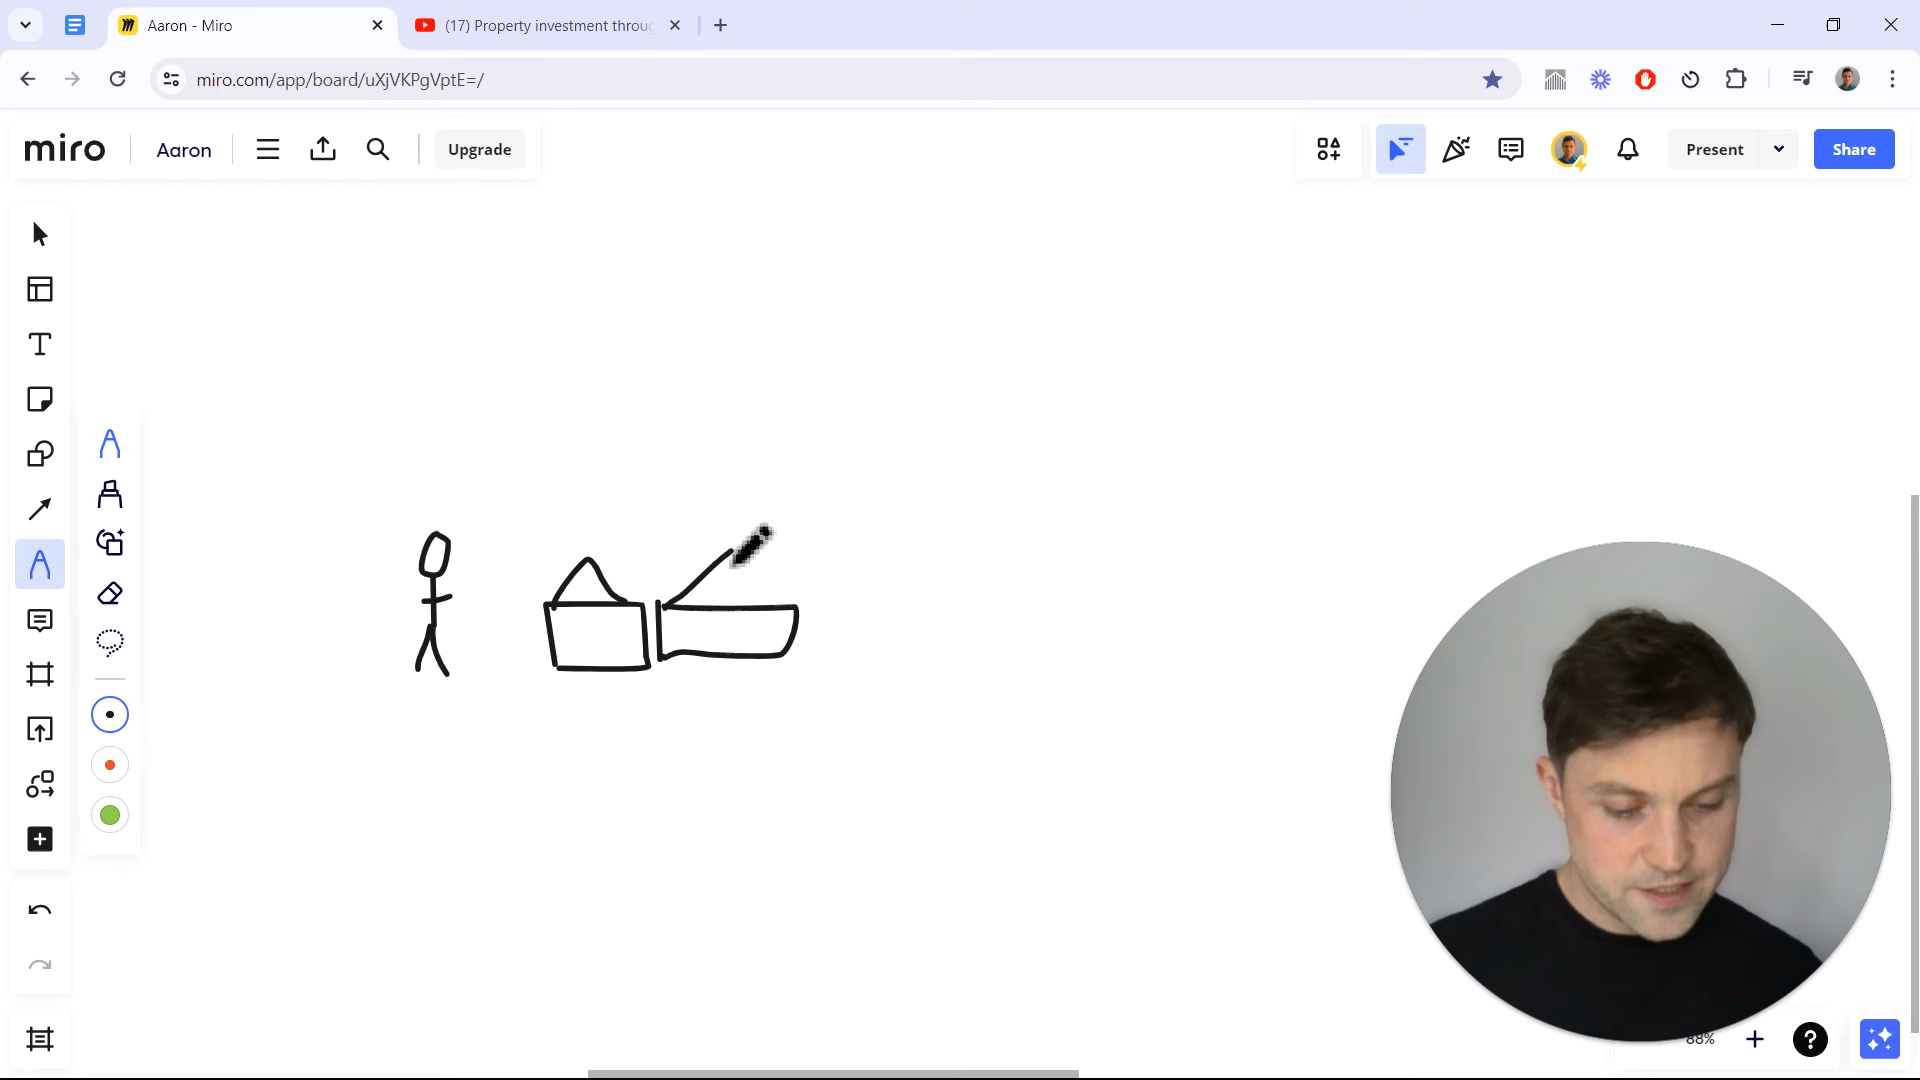 Aaron - Miro
(17) Property investment throu
miro.com/app/board/uXjVKPgVptE=/
miro
Aaron
Upgrade
Present
Share
88%